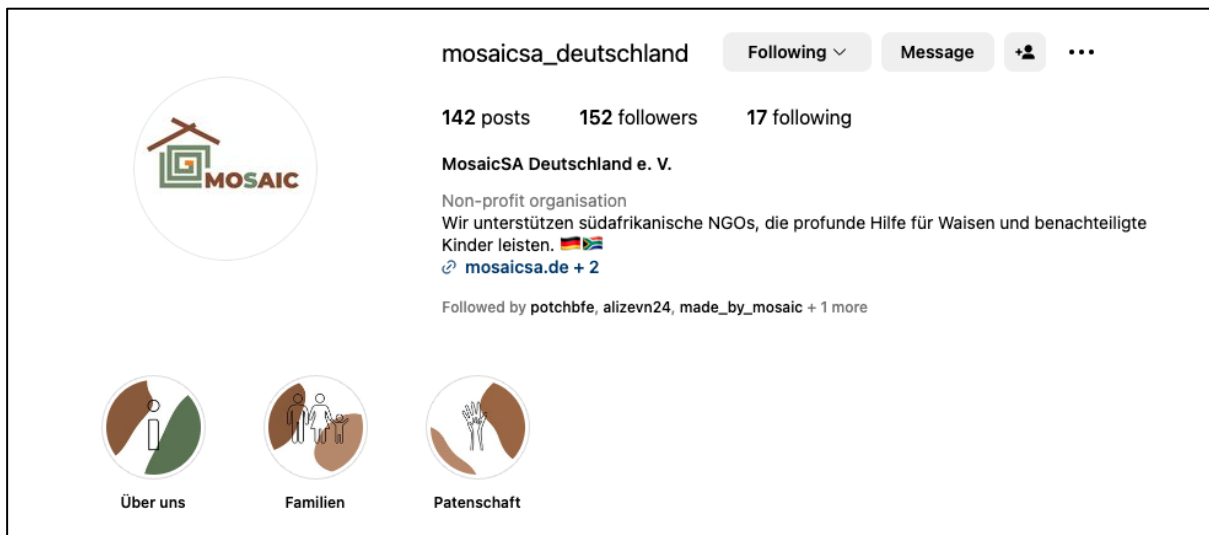 mosaicsa_deutschland Following Message
142 posts 152 followers 17 following
MOSAIC
MosaicSA Deutschland e. V.
Non-profit organisation
Wir unterstützen südafrikanische NGOs, die profunde Hilfe für Waisen und benachteiligte
Kinder leisten. 🇩🇪🇿🇦
mosaicsa.de + 2
Followed by potchbfe, alizevn24, made_by_mosaic + 1 more
Über uns Familien Patenschaft